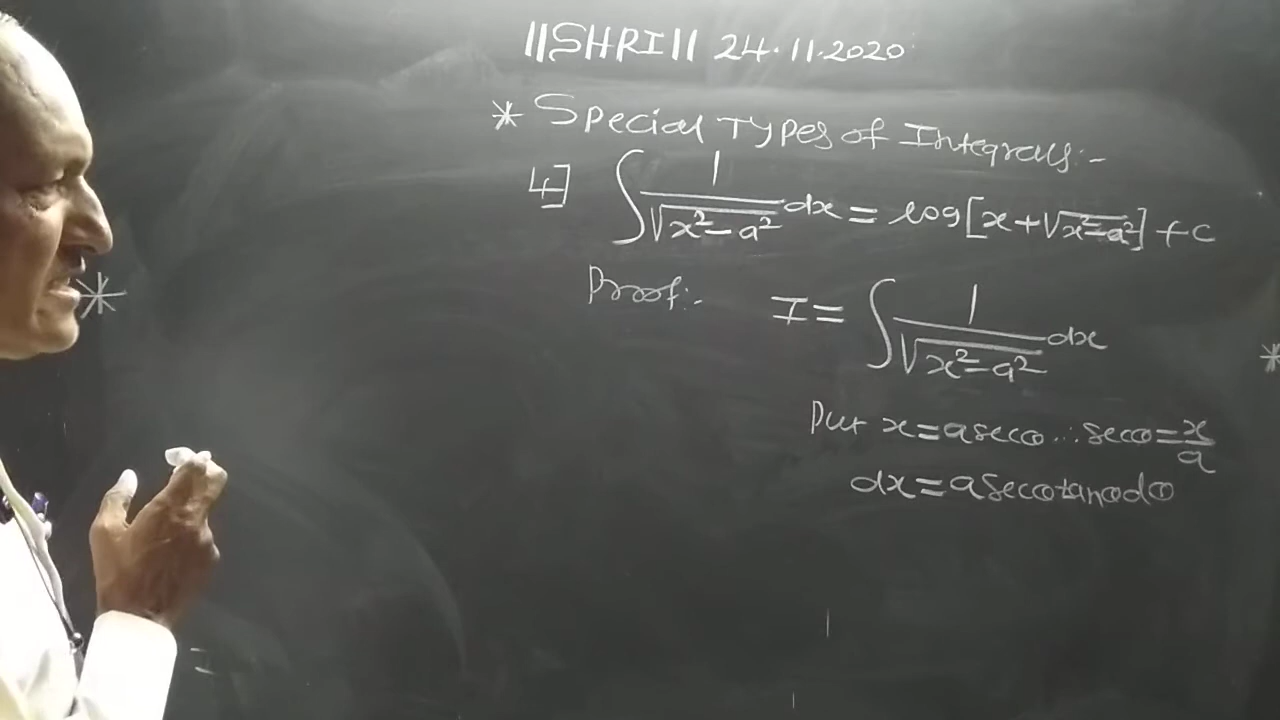 ||SHRI|| 24.11.2020
* Special Types of Integrals:-
4] ∫ 1/√(x²-a²) dx = log[x+√(x²-a²)] + c
Proof:- I = ∫ 1/√(x²-a²) dx
Put x = a secθ ∴ secθ = x/a
dx = a secθ tanθ dθ